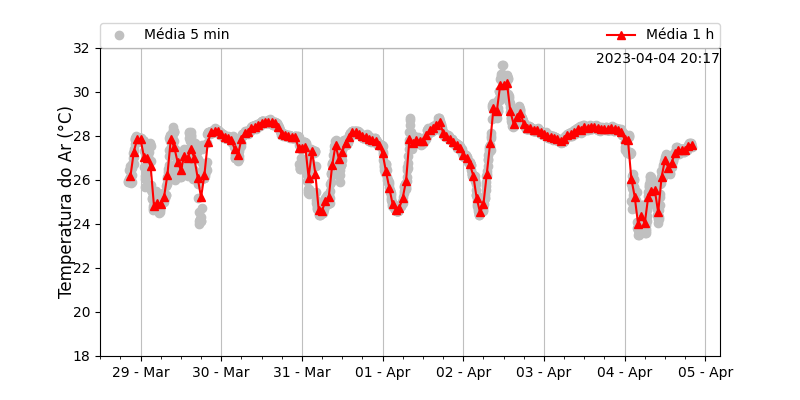 Média 5 min
Média 1 h
2023-04-04 20:17
Temperatura do Ar (°C)
32
30
28
26
24
22
20
18
29 - Mar
30 - Mar
31 - Mar
01 - Apr
02 - Apr
03 - Apr
04 - Apr
05 - Apr